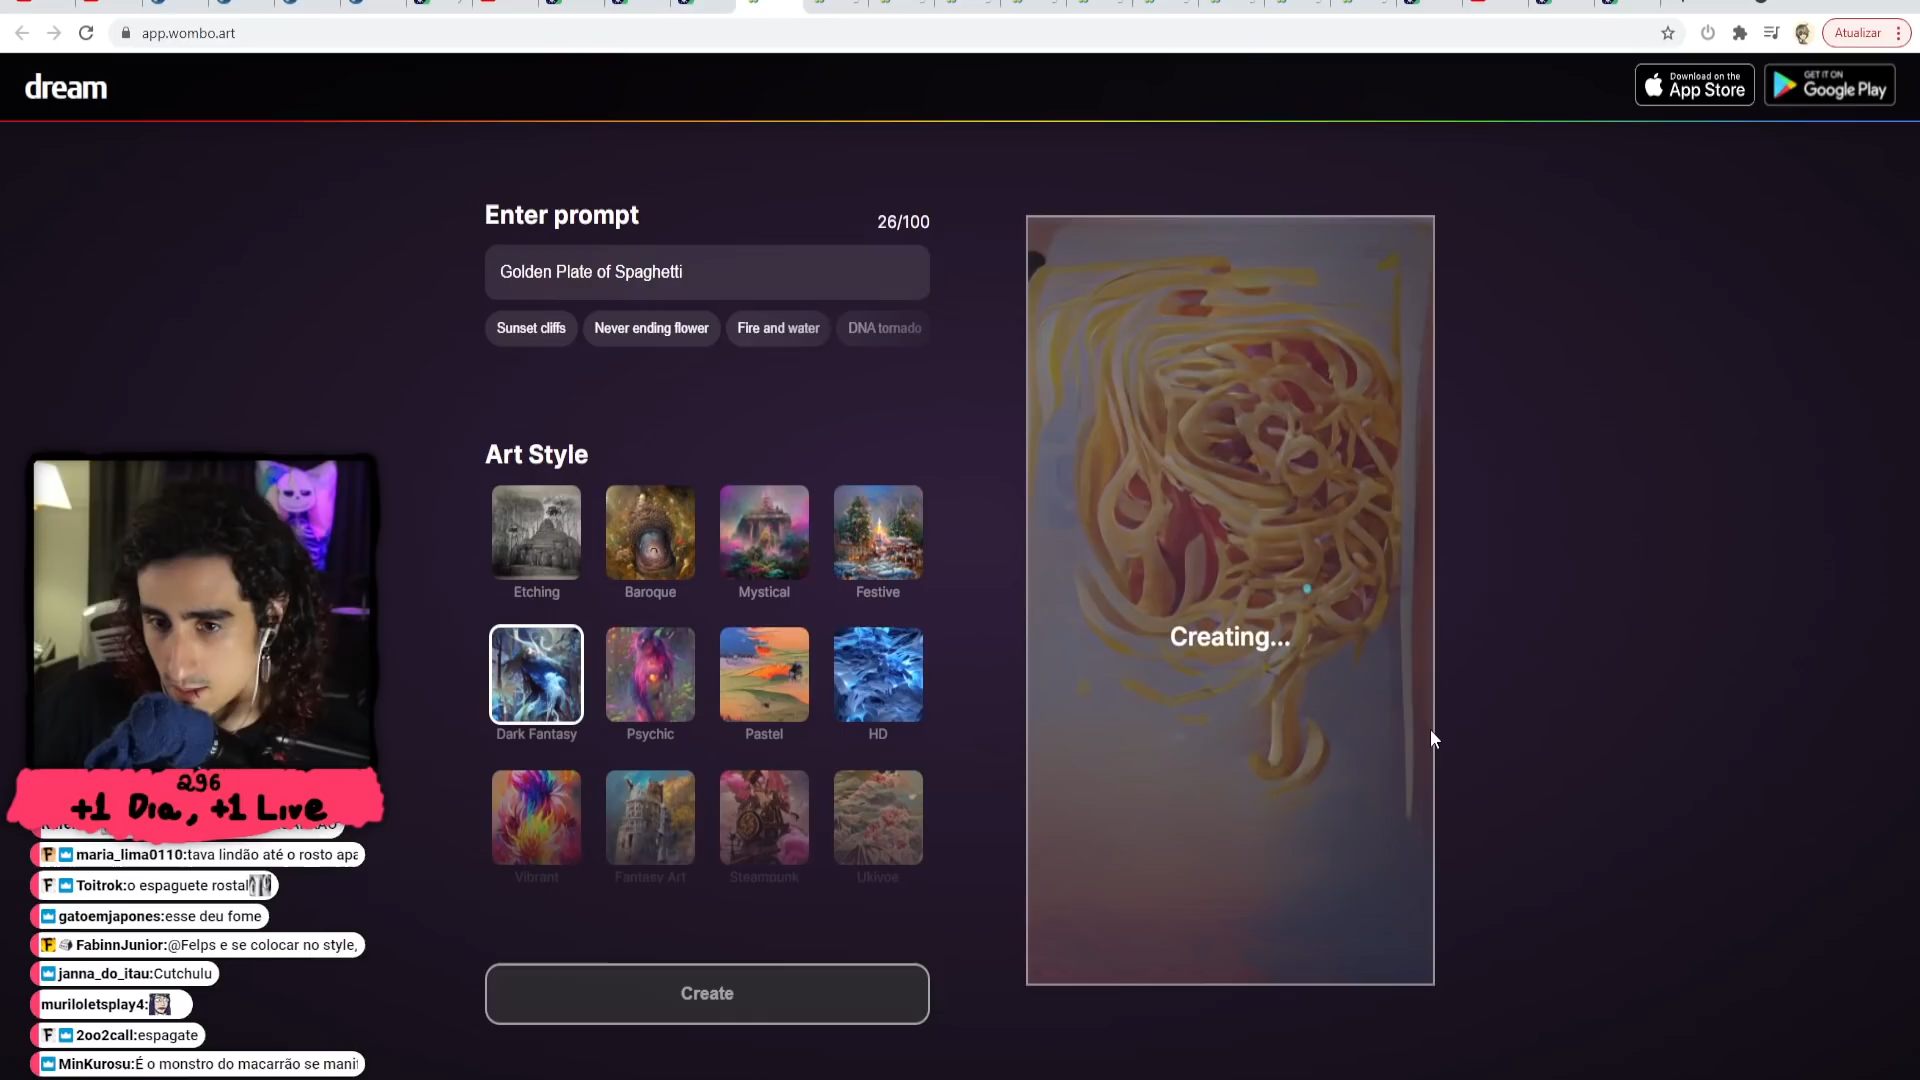 app.wombo.art
Atualizar
dream
Download on the
App Store
GET IT ON
Google Play
Enter prompt
26/100
Golden Plate of Spaghetti
Sunset cliffs
Never ending flower
Fire and water
DNA tornado
Art Style
Etching
Baroque
Mystical
Festive
Dark Fantasy
Psychic
Pastel
HD
Vibrant
Fantasy Art
Steampunk
Ukiyoe
Create
Creating...
296
+1 Dia, +1 Live
maria_lima0110:tava lindão até o rosto apa
Toitrok:o espaguete rostal
gatoemjapones:esse deu fome
FabinnJunior:@Felps e se colocar no style,
janna_do_itau:Cutchulu
muriloletsplay4:
2oo2call:espagate
MinKurosu:É o monstro do macarrão se mani